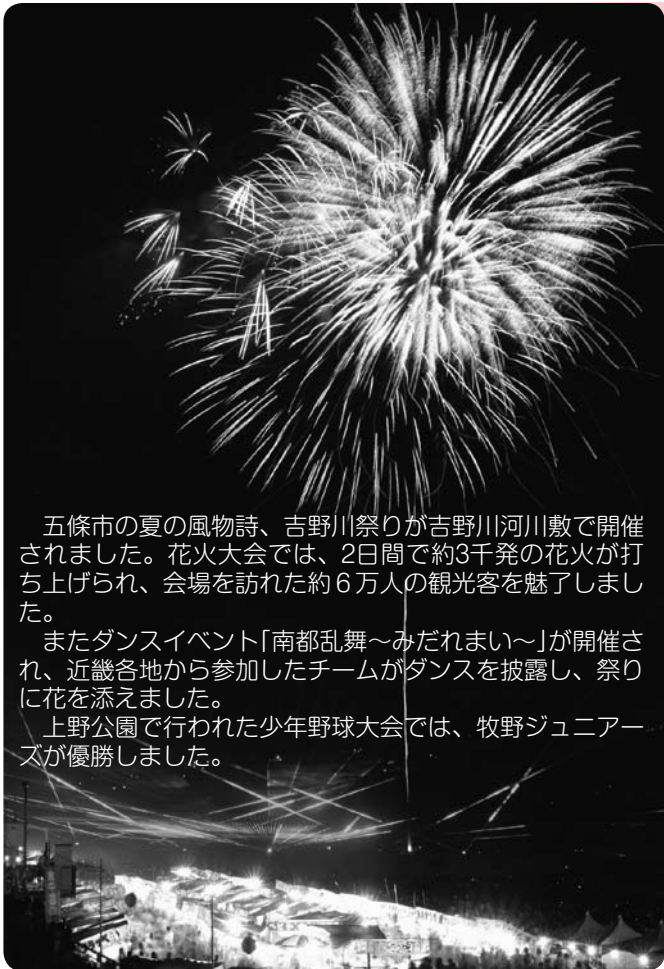 五條市の夏の風物詩、吉野川祭りが吉野川河川敷で開催
されました。花火大会では、2日間で約3千発の花火が打
ち上げられ、会場を訪れた約６万人の観光客を魅了しまし
た。
　またダンスイベント「南都乱舞～みだれまい～」が開催さ
れ、近畿各地から参加したチームがダンスを披露し、祭り
に花を添えました。
　上野公園で行われた少年野球大会では、牧野ジュニアー
ズが優勝しました。